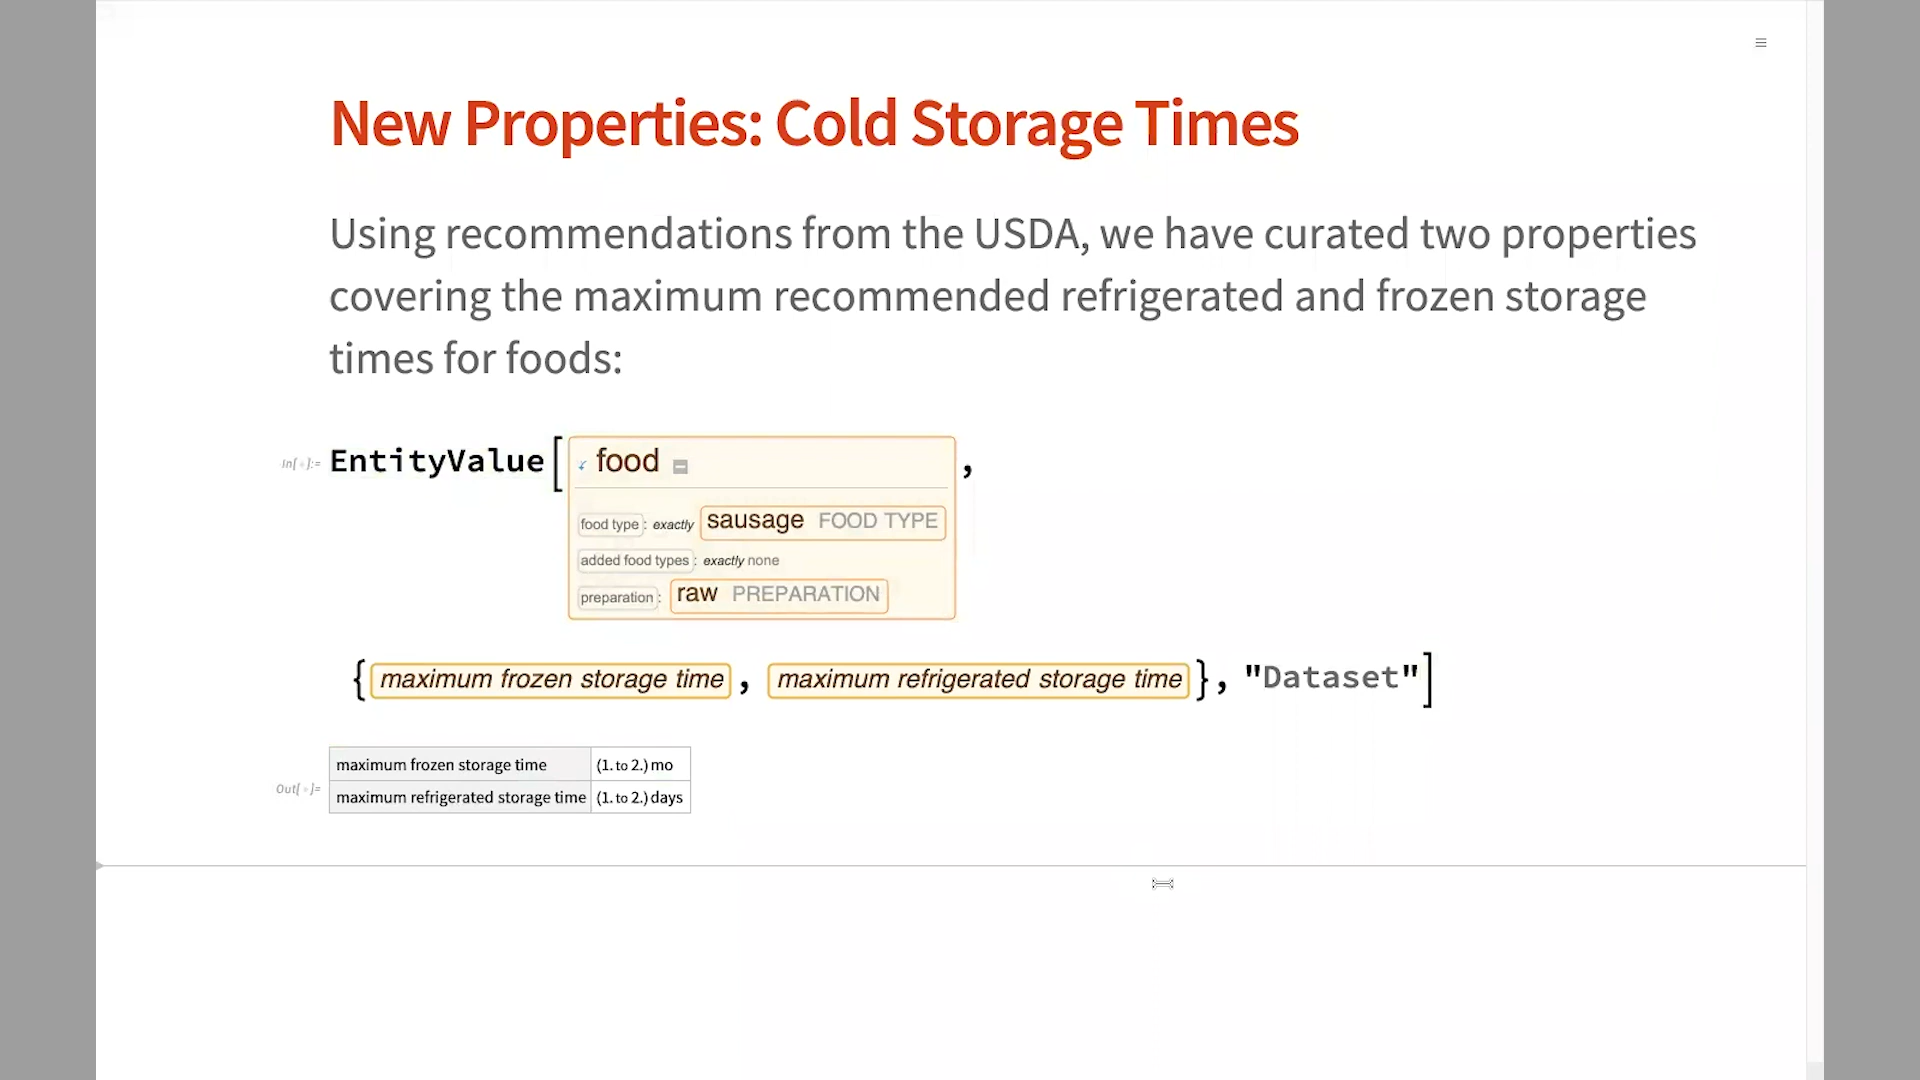 New Properties: Cold Storage Times
Using recommendations from the USDA, we have curated two properties
covering the maximum recommended refrigerated and frozen storage
times for foods:
In[ ]:= EntityValue[ food ,
food type : exactly sausage FOOD TYPE
added food types : exactly none
preparation : raw PREPARATION
{ maximum frozen storage time , maximum refrigerated storage time }, "Dataset"]
maximum frozen storage time (1. to 2.) mo
Out[ ]=
maximum refrigerated storage time (1. to 2.) days